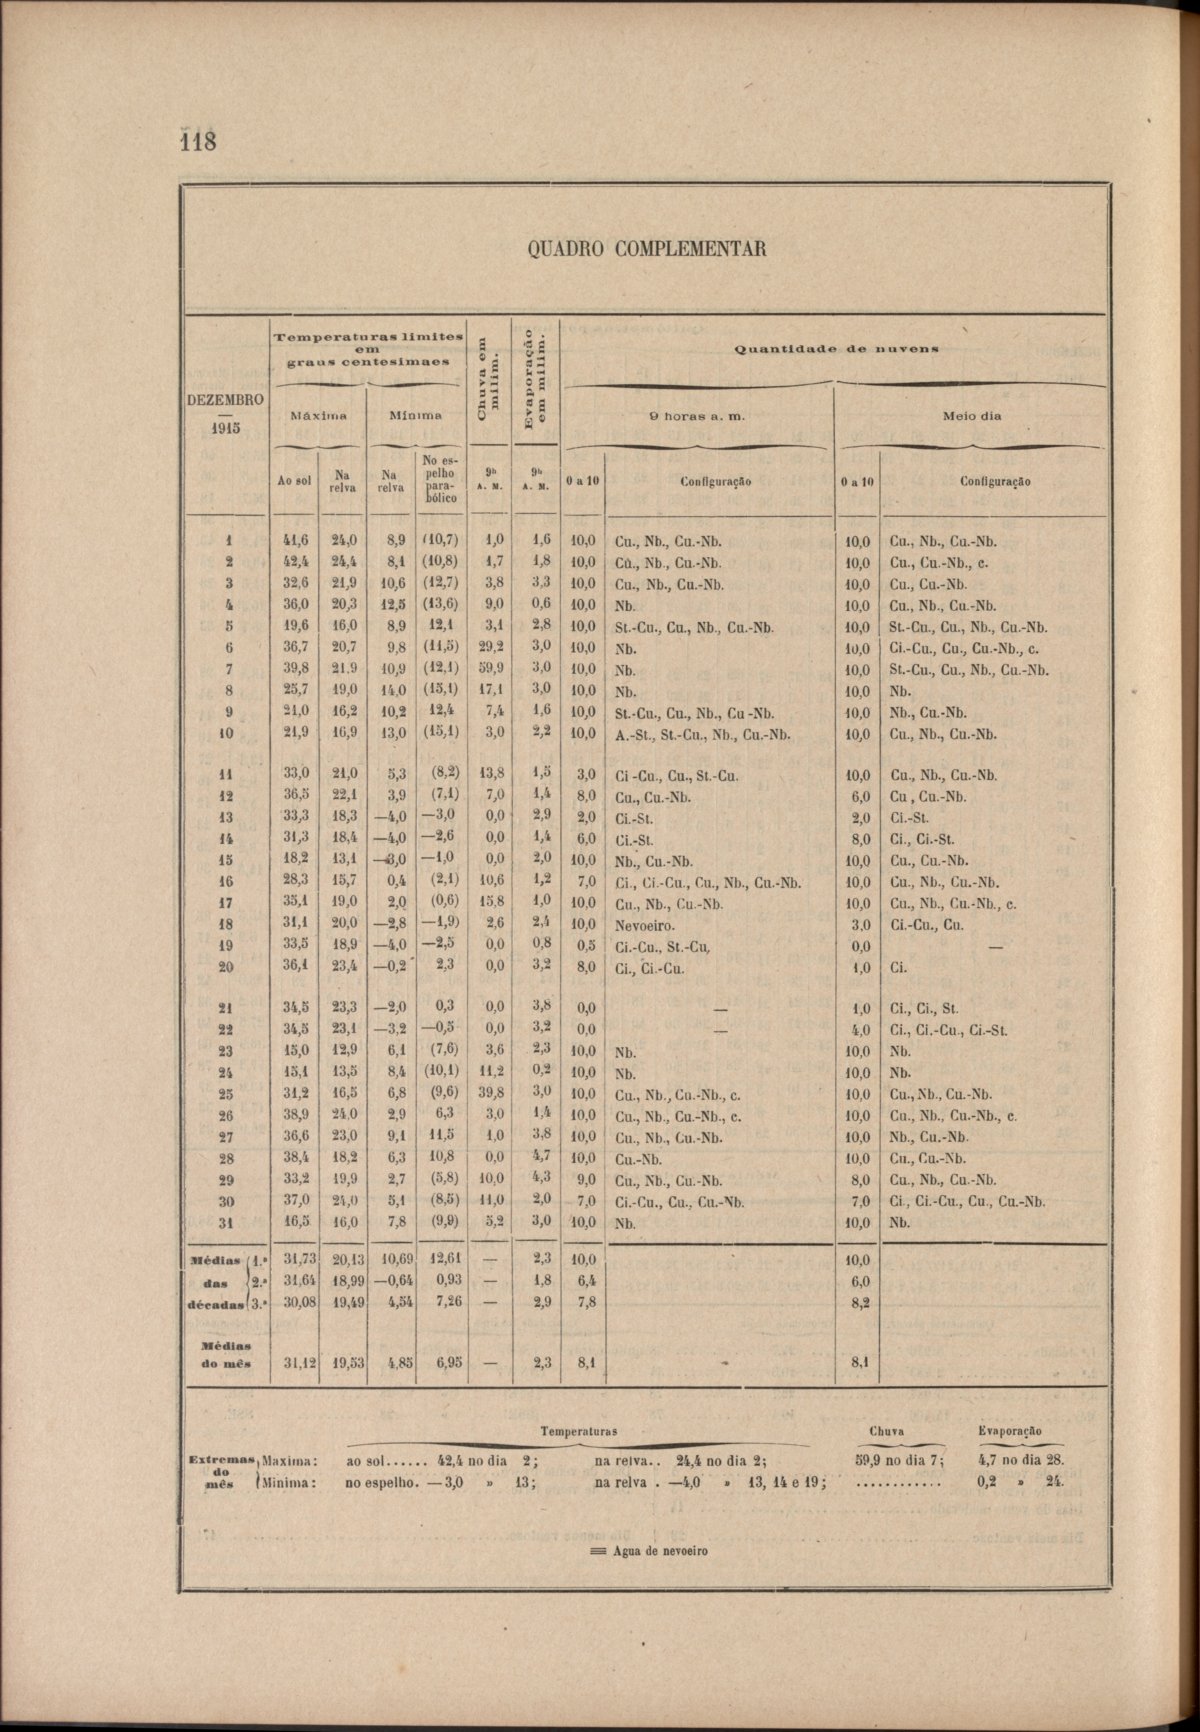 118
QUADRO COMPLEMENTAR
DEZEMBRO
—
1915
Temperaturas limites
em
graus centesimaes
Chuva em milim.
Evaporação em milim.
Quantidade de nuvens
Máxima
Mínima
9 horas a. m.
Meio dia
Ao sol
Na relva
Na relva
No es-pelho para-bólico
9h A. M.
9h A. M.
0 a 10
Configuração
0 a 10
Configuração
1 41,6 24,0 8,9 (10,7) 1,0 1,6 10,0 Cu., Nb., Cu.-Nb. 10,0 Cu., Nb., Cu.-Nb.
2 42,4 24,4 8,1 (10,8) 1,7 1,8 10,0 Cu., Nb., Cu.-Nb. 10,0 Cu., Cu.-Nb., c.
3 32,6 21,9 10,6 (12,7) 3,8 3,3 10,0 Cu., Nb., Cu.-Nb. 10,0 Cu., Cu.-Nb.
4 36,0 20,3 12,5 (13,6) 9,0 0,6 10,0 Nb. 10,0 Cu., Nb., Cu.-Nb.
5 19,6 16,0 8,9 12,1 3,1 2,8 10,0 St.-Cu., Cu., Nb., Cu.-Nb. 10,0 St.-Cu., Cu., Nb., Cu.-Nb.
6 36,7 20,7 9,8 (11,5) 29,2 3,0 10,0 Nb. 10,0 Ci.-Cu., Cu., Cu.-Nb., c.
7 39,8 21.9 10,9 (12,1) 59,9 3,0 10,0 Nb. 10,0 St.-Cu., Cu., Nb., Cu.-Nb.
8 25,7 19,0 14,0 (15,1) 17,1 3,0 10,0 Nb. 10,0 Nb.
9 21,0 16,2 10,2 12,4 7,4 1,6 10,0 St.-Cu., Cu., Nb., Cu -Nb. 10,0 Nb., Cu.-Nb.
10 21,9 16,9 13,0 (15,1) 3,0 2,2 10,0 A.-St., St.-Cu., Nb., Cu.-Nb. 10,0 Cu., Nb., Cu.-Nb.
11 33,0 21,0 5,3 (8,2) 13,8 1,5 3,0 Ci -Cu., Cu., St.-Cu. 10,0 Cu., Nb., Cu.-Nb.
12 36,5 22,1 3,9 (7,1) 7,0 1,4 8,0 Cu., Cu.-Nb. 6,0 Cu , Cu.-Nb.
13 33,3 18,3 —4,0 —3,0 0,0 2,9 2,0 Ci.-St. 2,0 Ci.-St.
14 31,3 18,4 —4,0 —2,6 0,0 1,4 6,0 Ci.-St. 8,0 Ci., Ci.-St.
15 18,2 13,1 —3,0 —1,0 0,0 2,0 10,0 Nb., Cu.-Nb. 10,0 Cu., Cu.-Nb.
16 28,3 15,7 0,4 (2,1) 10,6 1,2 7,0 Ci., Ci.-Cu., Cu., Nb., Cu.-Nb. 10,0 Cu., Nb., Cu.-Nb.
17 35,1 19,0 2,0 (0,6) 15,8 1,0 10,0 Cu., Nb., Cu.-Nb. 10,0 Cu., Nb., Cu.-Nb., c.
18 31,1 20,0 —2,8 —1,9) 2,6 2,4 10,0 Nevoeiro. 3,0 Ci.-Cu., Cu.
19 33,5 18,9 —4,0 —2,5 0,0 0,8 0,5 Ci.-Cu., St.-Cu, 0,0 —
20 36,1 23,4 —0,2 2,3 0,0 3,2 8,0 Ci., Ci.-Cu. 1,0 Ci.
21 34,5 23,3 —2,0 0,3 0,0 3,8 0,0 — 1,0 Ci., Ci., St.
22 34,5 23,1 —3,2 —0,5 0,0 3,2 0,0 — 4,0 Ci., Ci.-Cu., Ci.-St.
23 15,0 12,9 6,1 (7,6) 3,6 2,3 10,0 Nb. 10,0 Nb.
24 15,1 13,5 8,4 (10,1) 11,2 0,2 10,0 Nb. 10,0 Nb.
25 31,2 16,5 6,8 (9,6) 39,8 3,0 10,0 Cu., Nb., Cu.-Nb., c. 10,0 Cu., Nb., Cu.-Nb.
26 38,9 24,0 2,9 6,3 3,0 1,4 10,0 Cu., Nb., Cu.-Nb., c. 10,0 Cu., Nb., Cu.-Nb., c.
27 36,6 23,0 9,1 11,5 1,0 3,8 10,0 Cu., Nb., Cu.-Nb. 10,0 Nb., Cu.-Nb.
28 38,4 18,2 6,3 10,8 0,0 4,7 10,0 Cu.-Nb. 10,0 Cu., Cu.-Nb.
29 33,2 19,9 2,7 (5,8) 10,0 4,3 9,0 Cu., Nb., Cu.-Nb. 8,0 Cu., Nb., Cu.-Nb.
30 37,0 24,0 5,1 (8,5) 11,0 2,0 7,0 Ci.-Cu., Cu., Cu.-Nb. 7,0 Ci., Ci.-Cu., Cu., Cu.-Nb.
31 16,5 16,0 7,8 (9,9) 5,2 3,0 10,0 Nb. 10,0 Nb.
Médias 1.ª 31,73 20,13 10,69 12,61 — 2,3 10,0 10,0
das 2.ª 31,64 18,99 —0,64 0,93 — 1,8 6,4 6,0
décadas 3.ª 30,08 19,49 4,54 7,26 — 2,9 7,8 8,2
Médias
do mês 31,12 19,53 4,85 6,95 — 2,3 8,1 8,1
Temperaturas Chuva Evaporação
Extremas do mês
Maxima: ao sol...... 42,4 no dia 2; na relva.. 24,4 no dia 2; 59,9 no dia 7; 4,7 no dia 28.
Minima: no espelho. —3,0 » 13; na relva . —4,0 » 13, 14 e 19; ............ 0,2 » 24.
≡ Agua de nevoeiro